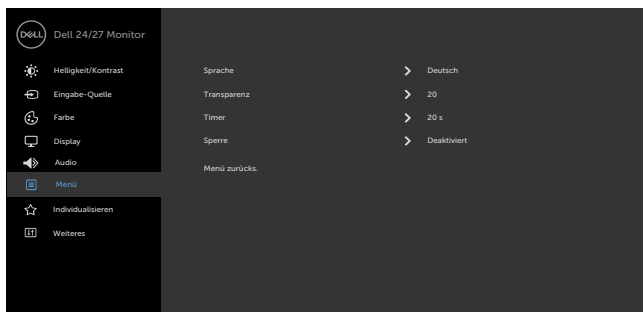 DELL Dell 24/27 Monitor
Helligkeit/Kontrast Sprache Deutsch
Eingabe-Quelle Transparenz 20
Farbe Timer 20 s
Display Sperre Deaktiviert
Audio
Menü zurücks.
Menü
Individualisieren
Weiteres